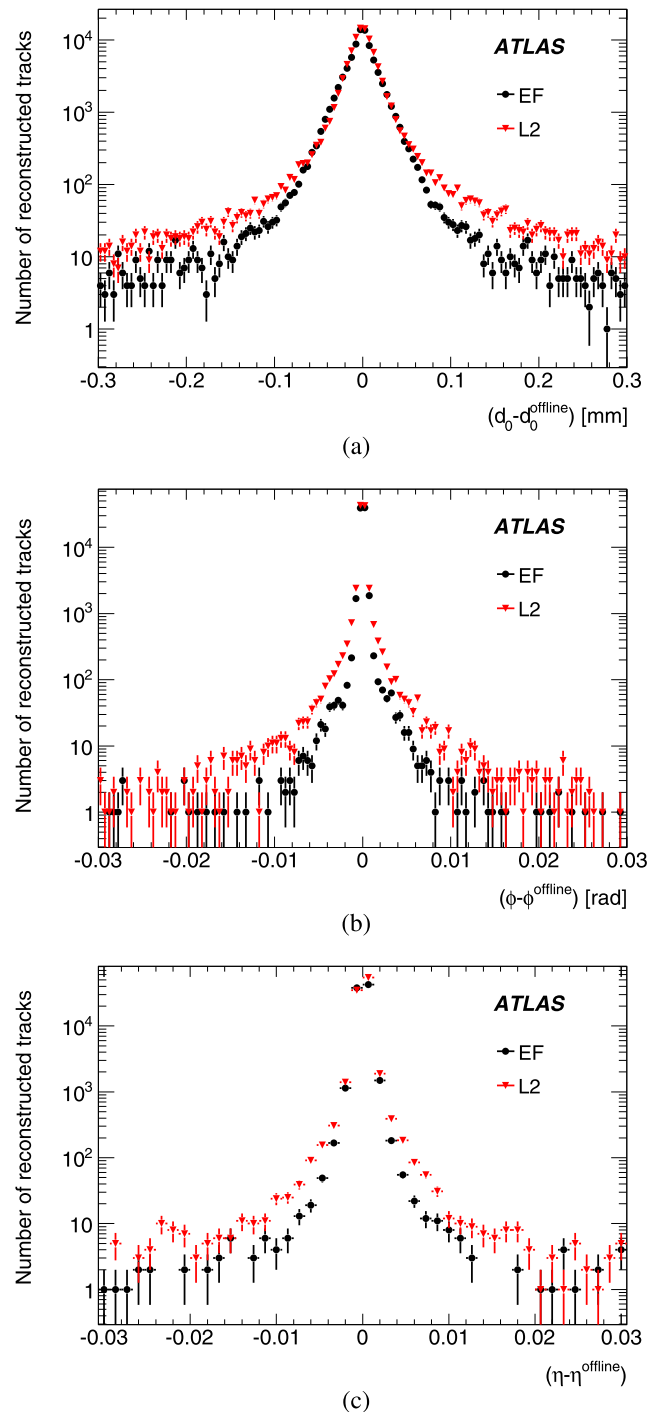 Number of reconstructed tracks
10⁴
10³
10²
10
1
ATLAS
EF
L2
-0.3 -0.2 -0.1 0 0.1 0.2 0.3
(d₀-d₀^offline) [mm]
(a)
Number of reconstructed tracks
10⁴
10³
10²
10
1
ATLAS
EF
L2
-0.03 -0.02 -0.01 0 0.01 0.02 0.03
(ϕ-ϕ^offline) [rad]
(b)
Number of reconstructed tracks
10⁴
10³
10²
10
1
ATLAS
EF
L2
-0.03 -0.02 -0.01 0 0.01 0.02 0.03
(η-η^offline)
(c)